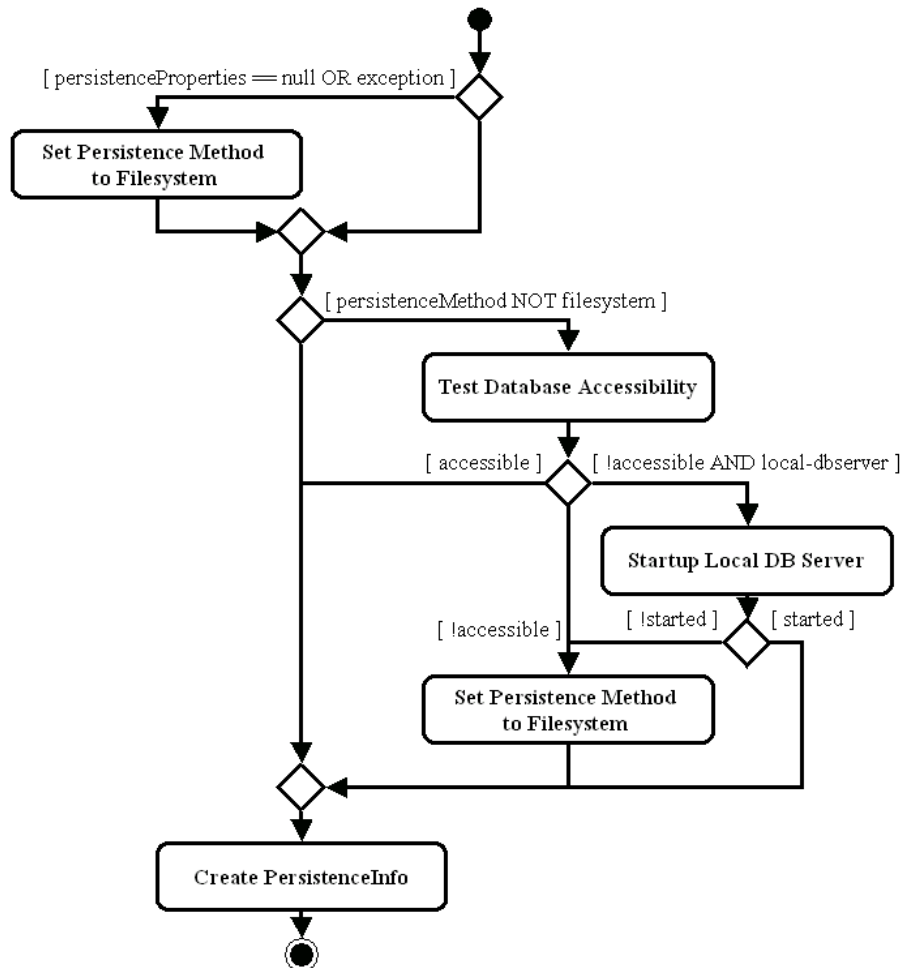 [ persistenceProperties == null OR exception ]
Set Persistence Method
to Filesystem
[ persistenceMethod NOT filesystem ]
Test Database Accessibility
[ accessible ]
[ !accessible AND local-dbserver ]
Startup Local DB Server
[ !accessible ]
[ !started ]
[ started ]
Set Persistence Method
to Filesystem
Create PersistenceInfo